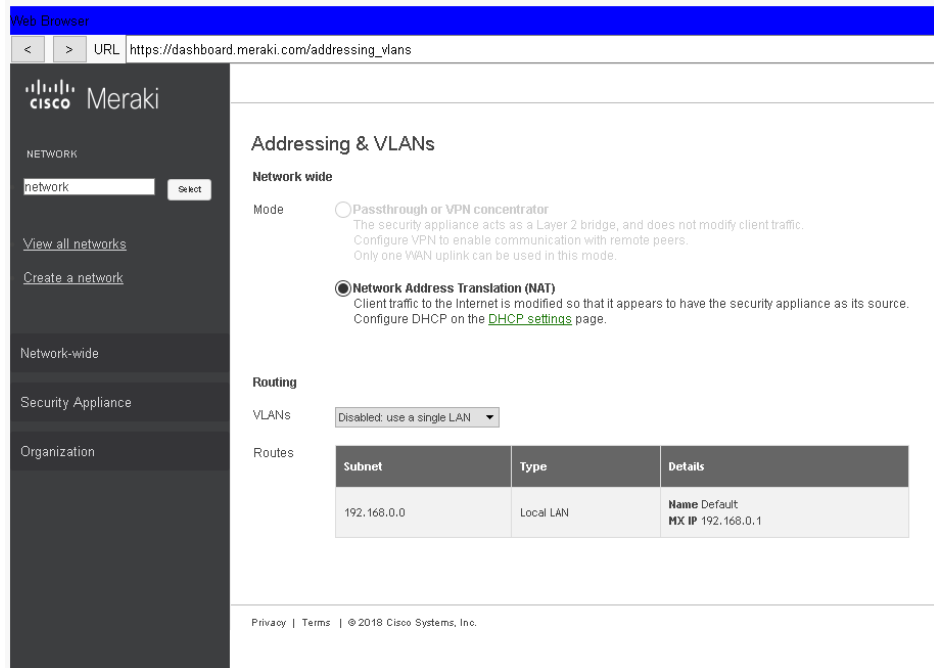 Web Browser
< > URL https://dashboard.meraki.com/addressing_vlans
cisco Meraki
NETWORK
network Select
View all networks
Create a network
Network-wide
Security Appliance
Organization
Addressing & VLANs
Network wide
Mode
Passthrough or VPN concentrator
The security appliance acts as a Layer 2 bridge, and does not modify client traffic.
Configure VPN to enable communication with remote peers.
Only one WAN uplink can be used in this mode.
Network Address Translation (NAT)
Client traffic to the Internet is modified so that it appears to have the security appliance as its source.
Configure DHCP on the DHCP settings page.
Routing
VLANs Disabled: use a single LAN
Routes
Subnet Type Details
192.168.0.0 Local LAN Name Default
MX IP 192.168.0.1
Privacy | Terms | © 2018 Cisco Systems, Inc.